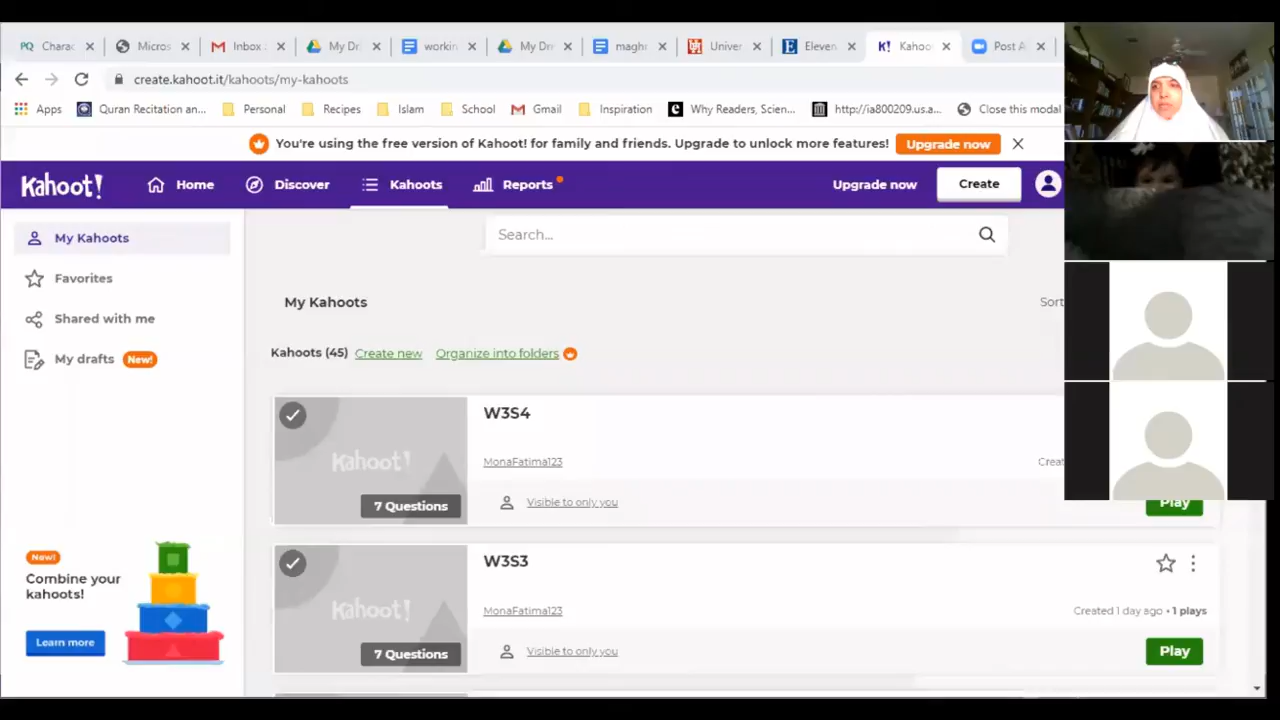 PQ Charac
Micros
Inbox
My Dr
workin
My Dr
magh
Univer
Eleven
K! Kahoo
Post A
create.kahoot.it/kahoots/my-kahoots
Apps
Quran Recitation an...
Personal
Recipes
Islam
School
Gmail
Inspiration
Why Readers, Scien...
http://ia800209.us.a...
Close this modal
You're using the free version of Kahoot! for family and friends. Upgrade to unlock more features!
Upgrade now
Kahoot!
Home
Discover
Kahoots
Reports
Upgrade now
Create
My Kahoots
Search...
Favorites
My Kahoots
Sort
Shared with me
Kahoots (45) Create new Organize into folders
My drafts New!
W3S4
Kahoot!
MonaFatima123
Creat
7 Questions
Visible to only you
Play
W3S3
New!
Combine your
kahoots!
Kahoot!
MonaFatima123
Created 1 day ago • 1 plays
Learn more
7 Questions
Visible to only you
Play